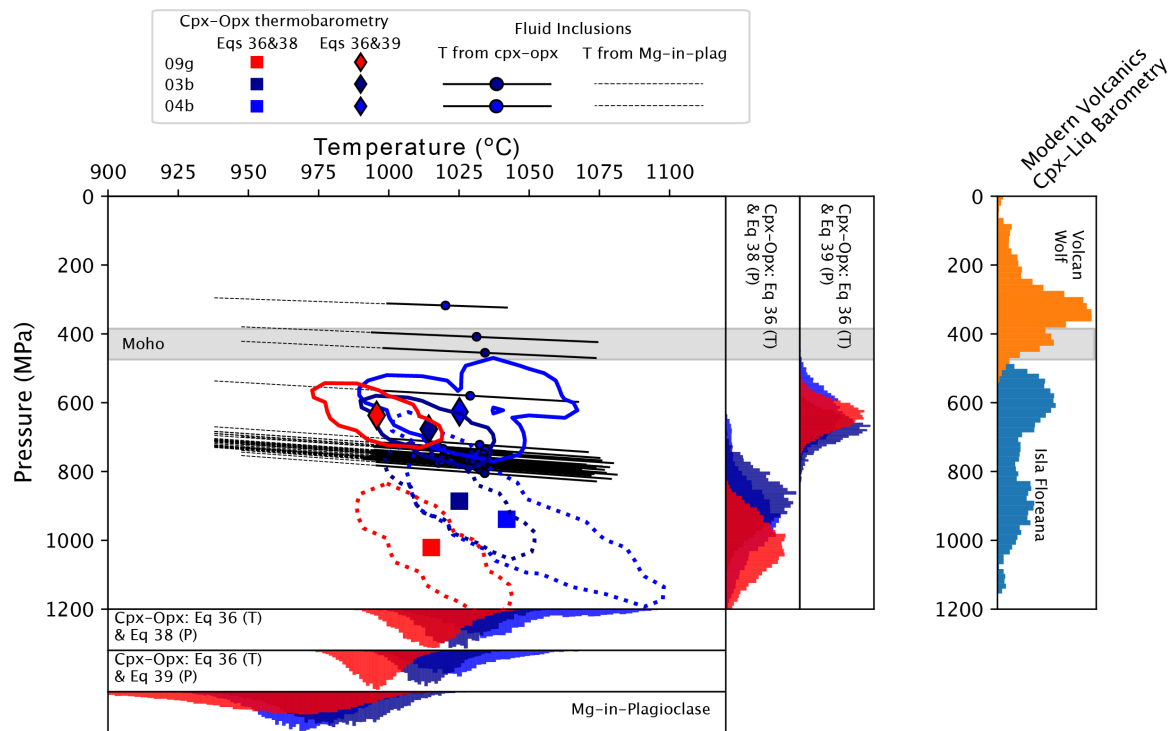 Cpx-Opx thermobarometry
Eqs 36&38 Eqs 36&39
Fluid Inclusions
T from cpx-opx T from Mg-in-plag
09g
03b
04b
Temperature (°C)
900 925 950 975 1000 1025 1050 1075 1100
Pressure (MPa)
0
200
400
600
800
1000
1200
Moho
Cpx-Opx: Eq 36 (T)
& Eq 38 (P)
Cpx-Opx: Eq 36 (T)
& Eq 39 (P)
Cpx-Opx: Eq 36 (T)
& Eq 38 (P)
Cpx-Opx: Eq 36 (T)
& Eq 39 (P)
Mg-in-Plagioclase
Modern Volcanics
Cpx-Liq Barometry
0
200
400
600
800
1000
1200
Volcan
Wolf
Isla Floreana